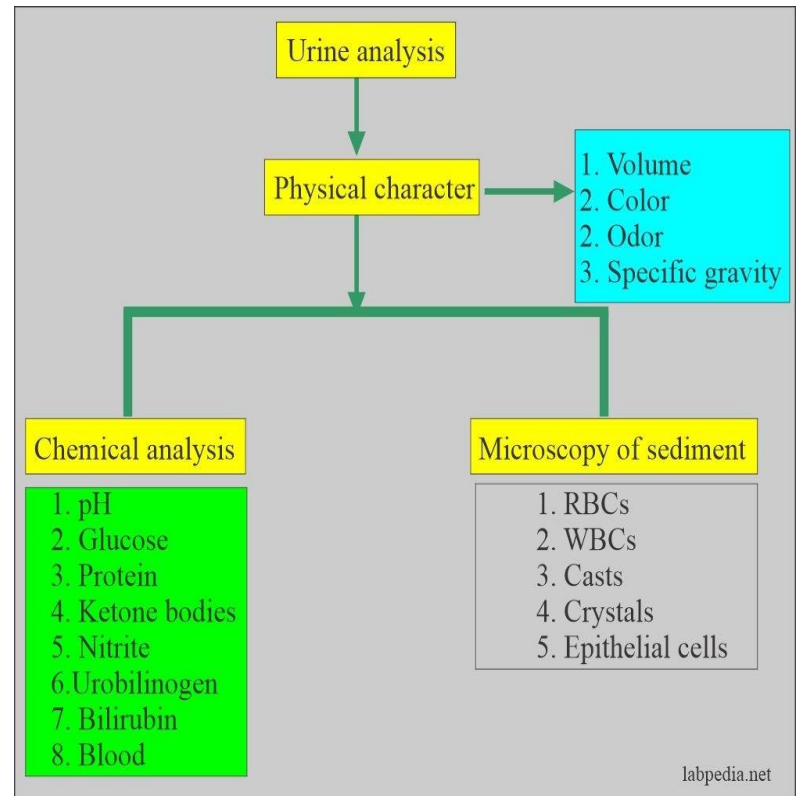 Urine analysis
Physical character
1. Volume
2. Color
2. Odor
3. Specific gravity
Chemical analysis
1. pH
2. Glucose
3. Protein
4. Ketone bodies
5. Nitrite
6.Urobilinogen
7. Bilirubin
8. Blood
Microscopy of sediment
1. RBCs
2. WBCs
3. Casts
4. Crystals
5. Epithelial cells
labpedia.net